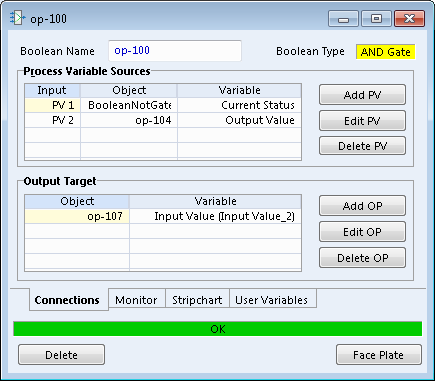 op-100
Boolean Name op-100 Boolean Type AND Gate
Process Variable Sources
Input Object Variable
PV 1 BooleanNotGate Current Status
PV 2 op-104 Output Value
Add PV
Edit PV
Delete PV
Output Target
Object Variable
op-107 Input Value (Input Value_2)
Add OP
Edit OP
Delete OP
Connections Monitor Stripchart User Variables
OK
Delete Face Plate